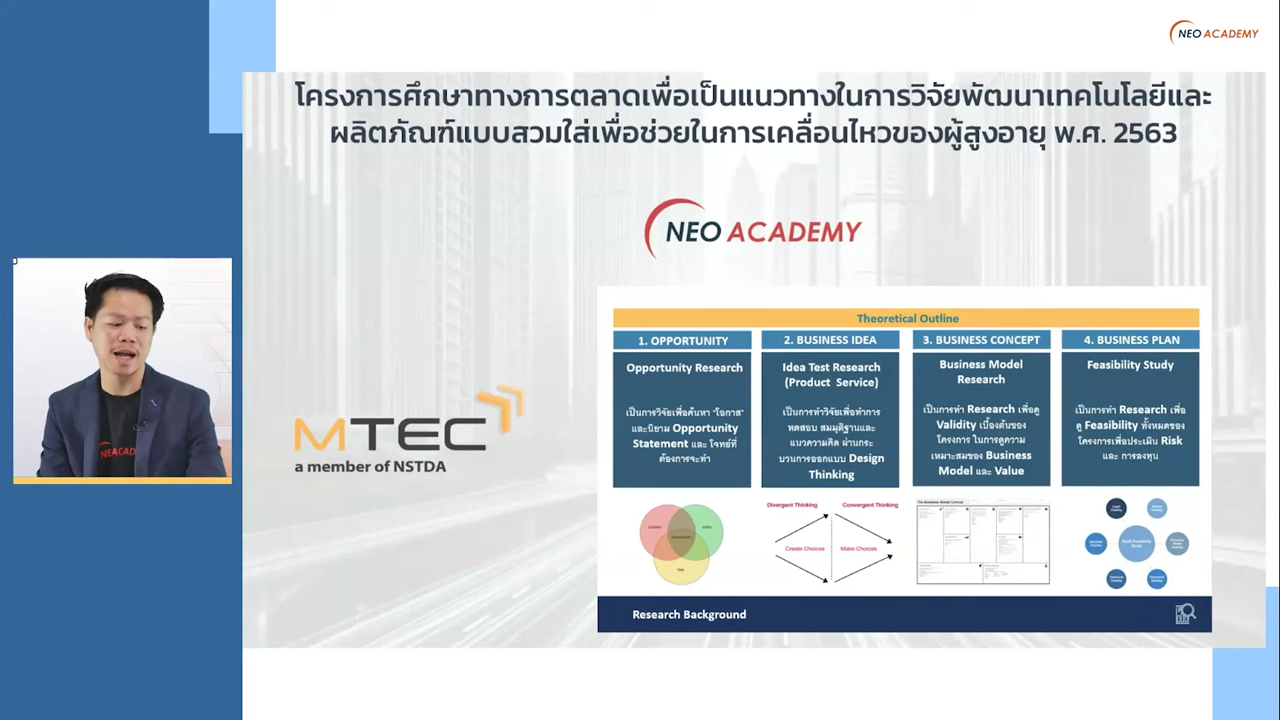 NEO ACADEMY
โครงการศึกษาทางการตลาดเพื่อเป็นแนวทางในการวิจัยพัฒนาเทคโนโลยีและ
ผลิตภัณฑ์แบบสวมใส่เพื่อช่วยในการเคลื่อนไหวของผู้สูงอายุ พ.ศ. 2563
NEO ACADEMY
MTEC
a member of NSTDA
Theoretical Outline
1. OPPORTUNITY
Opportunity Research
เป็นการวิจัยเพื่อค้นหา "โอกาส"
และนิยาม Opportunity
Statement และ โจทย์ที่
ต้องการจะทำ
2. BUSINESS IDEA
Idea Test Research
(Product Service)
เป็นการทำวิจัยเพื่อทำการ
ทดสอบ สมมุติฐานและ
แนวความคิด ผ่านกระ
บวนการออกแบบ Design
Thinking
3. BUSINESS CONCEPT
Business Model
Research
เป็นการทำ Research เพื่อดู
Validity เบื้องต้นของ
โครงการ ในการดูความ
เหมาะสมของ Business
Model และ Value
4. BUSINESS PLAN
Feasibility Study
เป็นการทำ Research เพื่อ
ดู Feasibility ทั้งหมดของ
โครงการเพื่อประเมิน Risk
และ การลงทุน
Divergent Thinking
Convergent Thinking
Create Choices
Make Choices
The Business Model Canvas
Research Background